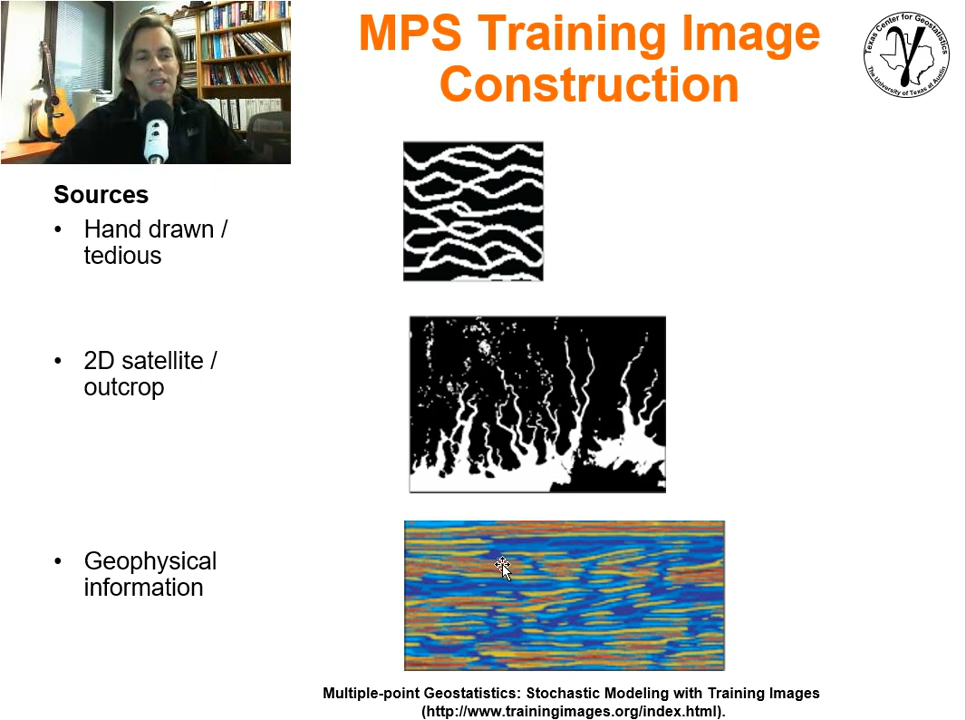 MPS Training Image
Construction
Texas Center for Geostatistics
The University of Texas at Austin
γ
Sources
• Hand drawn /
tedious
• 2D satellite /
outcrop
• Geophysical
information
Multiple-point Geostatistics: Stochastic Modeling with Training Images
(http://www.trainingimages.org/index.html).